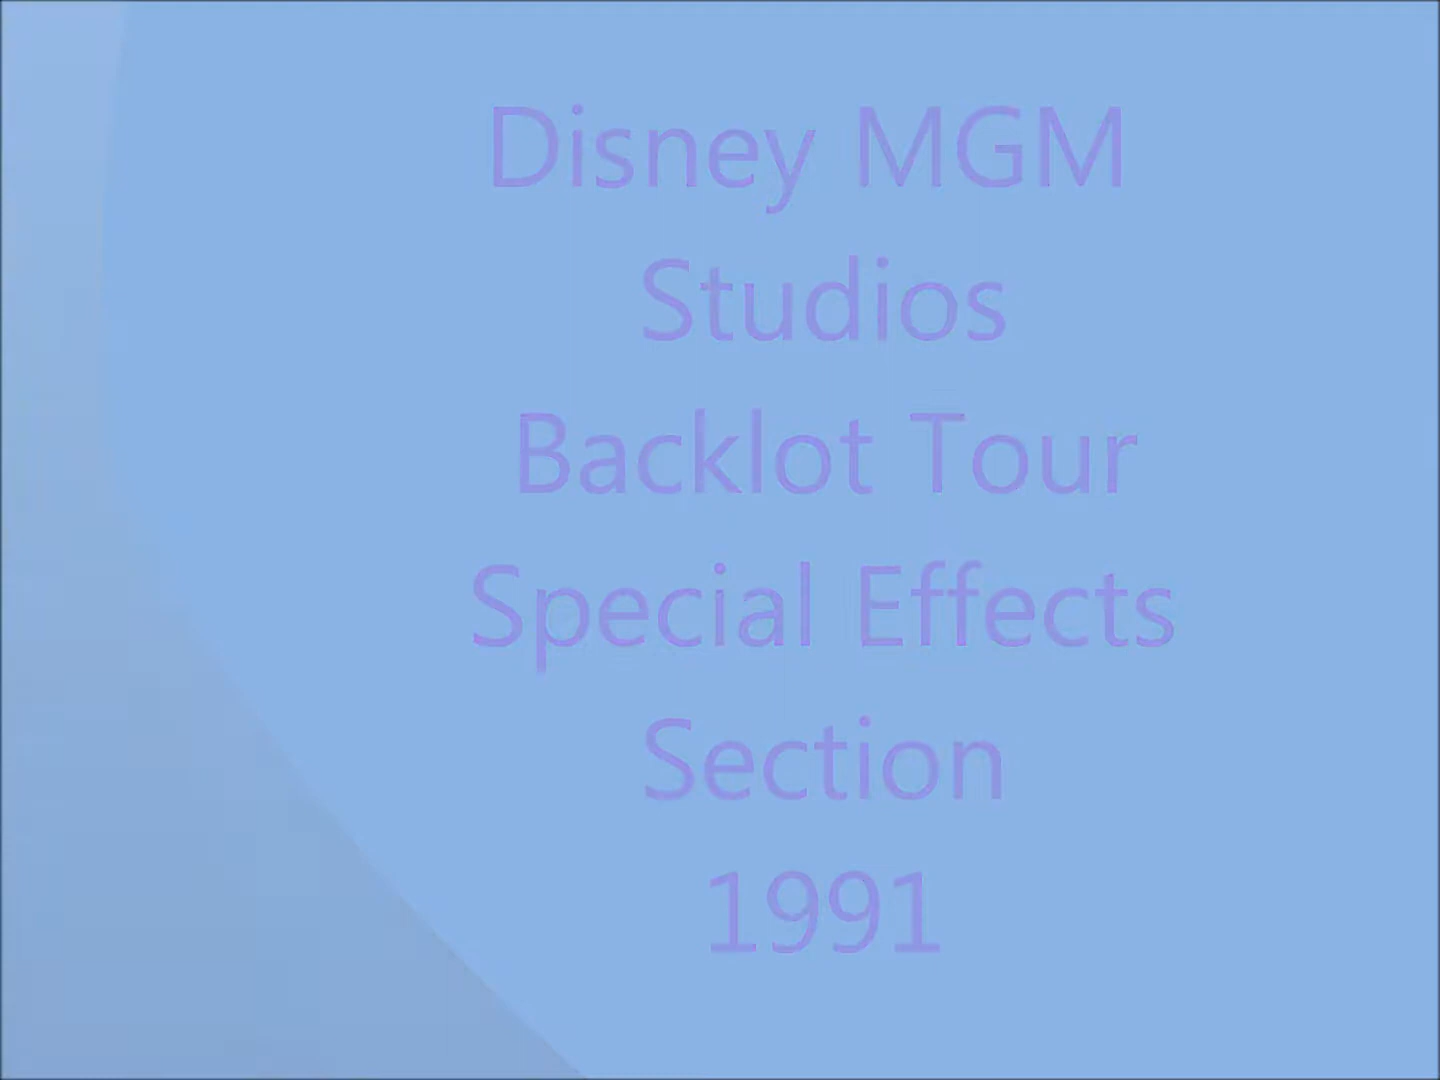 Disney MGM
Studios
Backlot Tour
Special Effects
Section
1991